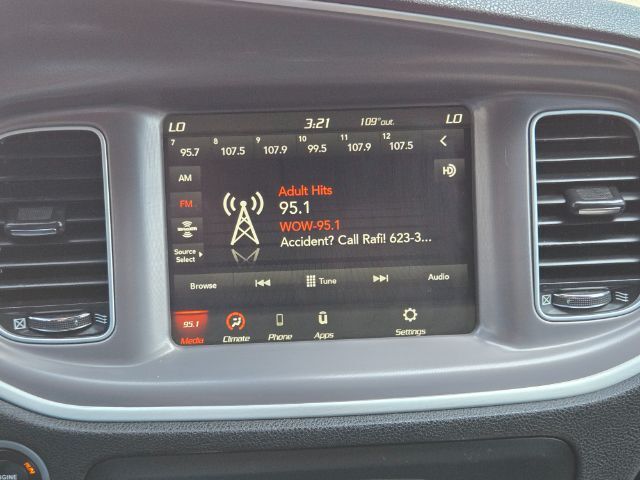 LO 3:21 109°out. LO
7 8 9 10 11 12
95.7 107.5 107.9 99.5 107.9 107.5
AM
FM
Adult Hits
95.1
WOW-95.1
Accident? Call Rafi! 623-3...
Source
Select
Browse Tune Audio
95.1
Media Climate Phone Apps Settings
ENGINE
RUN